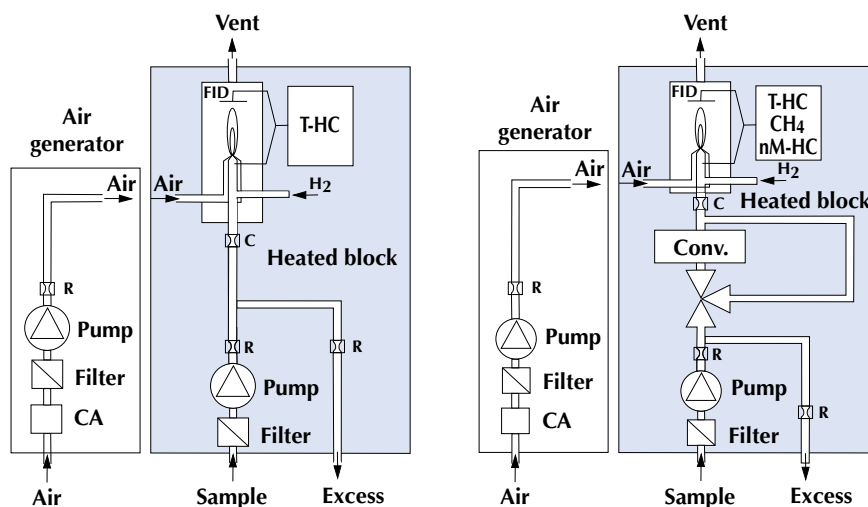 Vent
FID
T-HC
Air
generator
Air
Air
H2
C
Heated block
R
Pump
Filter
CA
R
R
Pump
Filter
Air
Sample
Excess
Vent
FID
T-HC
CH4
nM-HC
Air
generator
Air
Air
H2
C
Heated block
Conv.
R
Pump
Filter
CA
R
Pump
R
Filter
Air
Sample
Excess